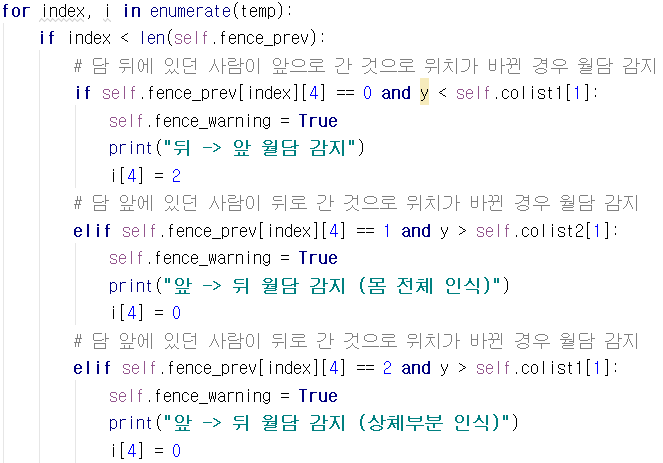 for index, i in enumerate(temp):
if index < len(self.fence_prev):
# 담 뒤에 있던 사람이 앞으로 간 것으로 위치가 바뀐 경우 월담 감지
if self.fence_prev[index][4] == 0 and y < self.colist1[1]:
self.fence_warning = True
print("뒤 -> 앞 월담 감지")
i[4] = 2
# 담 앞에 있던 사람이 뒤로 간 것으로 위치가 바뀐 경우 월담 감지
elif self.fence_prev[index][4] == 1 and y > self.colist2[1]:
self.fence_warning = True
print("앞 -> 뒤 월담 감지 (몸 전체 인식)")
i[4] = 0
# 담 앞에 있던 사람이 뒤로 간 것으로 위치가 바뀐 경우 월담 감지
elif self.fence_prev[index][4] == 2 and y > self.colist1[1]:
self.fence_warning = True
print("앞 -> 뒤 월담 감지 (상체부분 인식)")
i[4] = 0